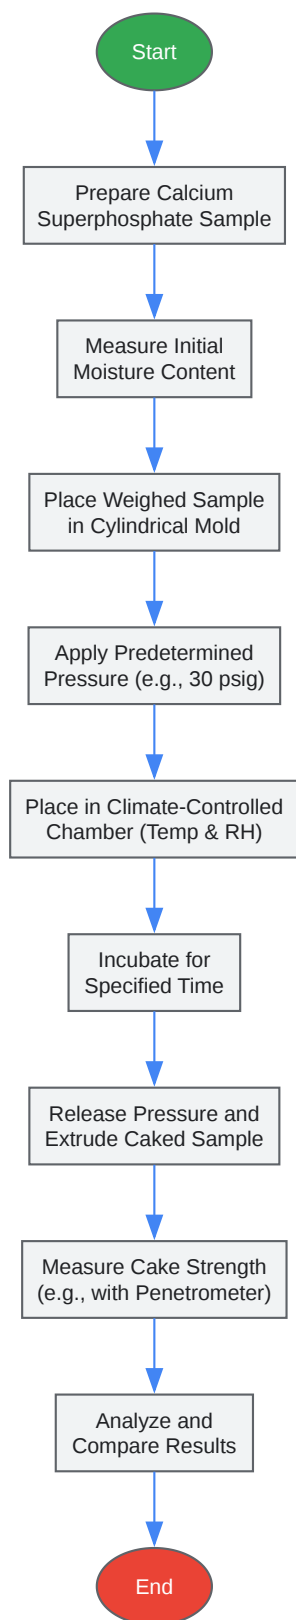 Start
Prepare Calcium
Superphosphate Sample
Measure Initial
Moisture Content
Place Weighed Sample
in Cylindrical Mold
Apply Predetermined
Pressure (e.g., 30 psig)
Place in Climate-Controlled
Chamber (Temp & RH)
Incubate for
Specified Time
Release Pressure and
Extrude Caked Sample
Measure Cake Strength
(e.g., with Penetrometer)
Analyze and
Compare Results
End